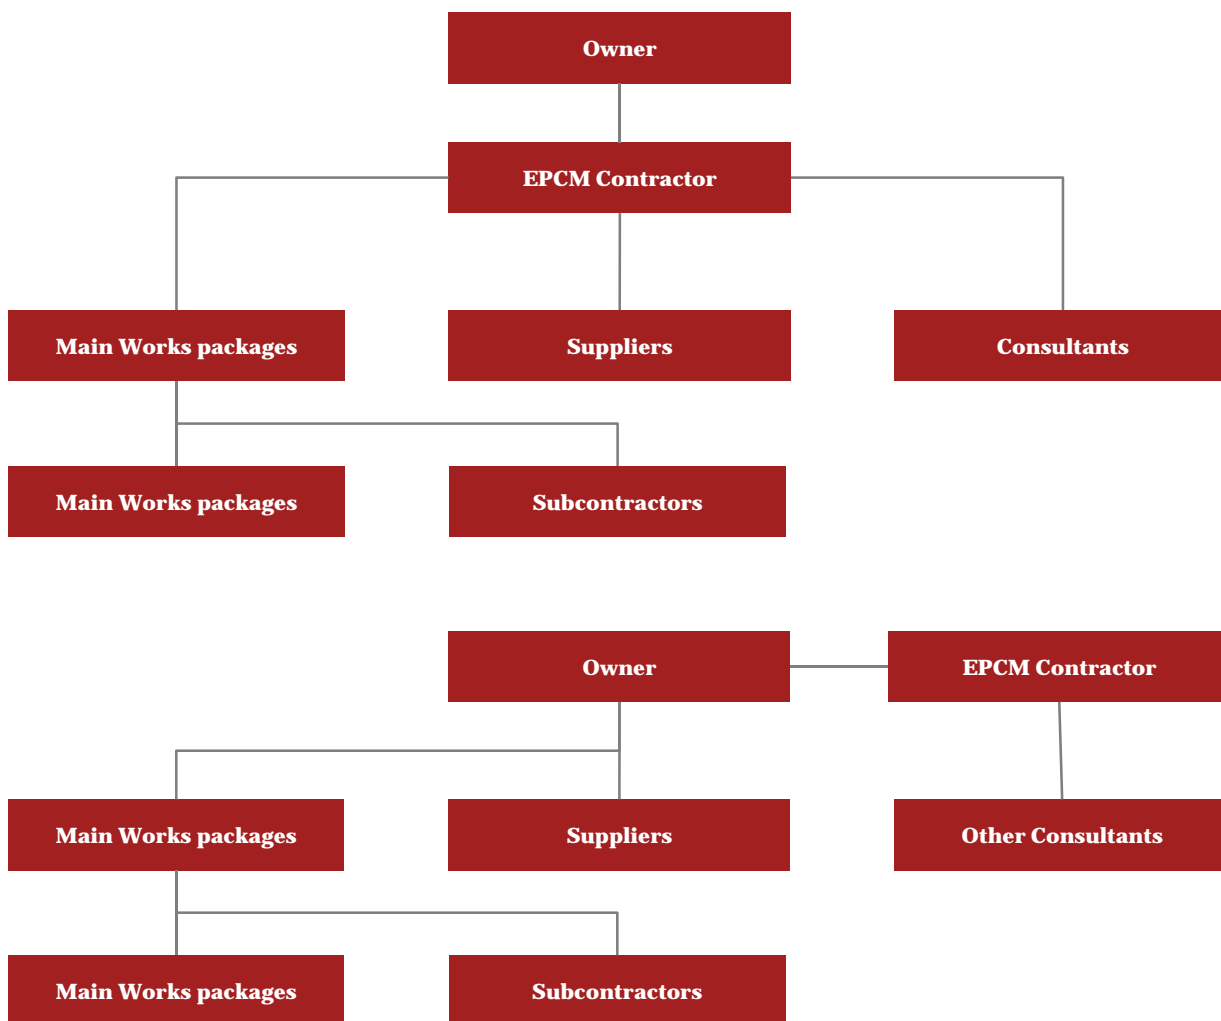 Owner
EPCM Contractor
Main Works packages
Suppliers
Consultants
Main Works packages
Subcontractors
Owner
EPCM Contractor
Main Works packages
Suppliers
Other Consultants
Main Works packages
Subcontractors